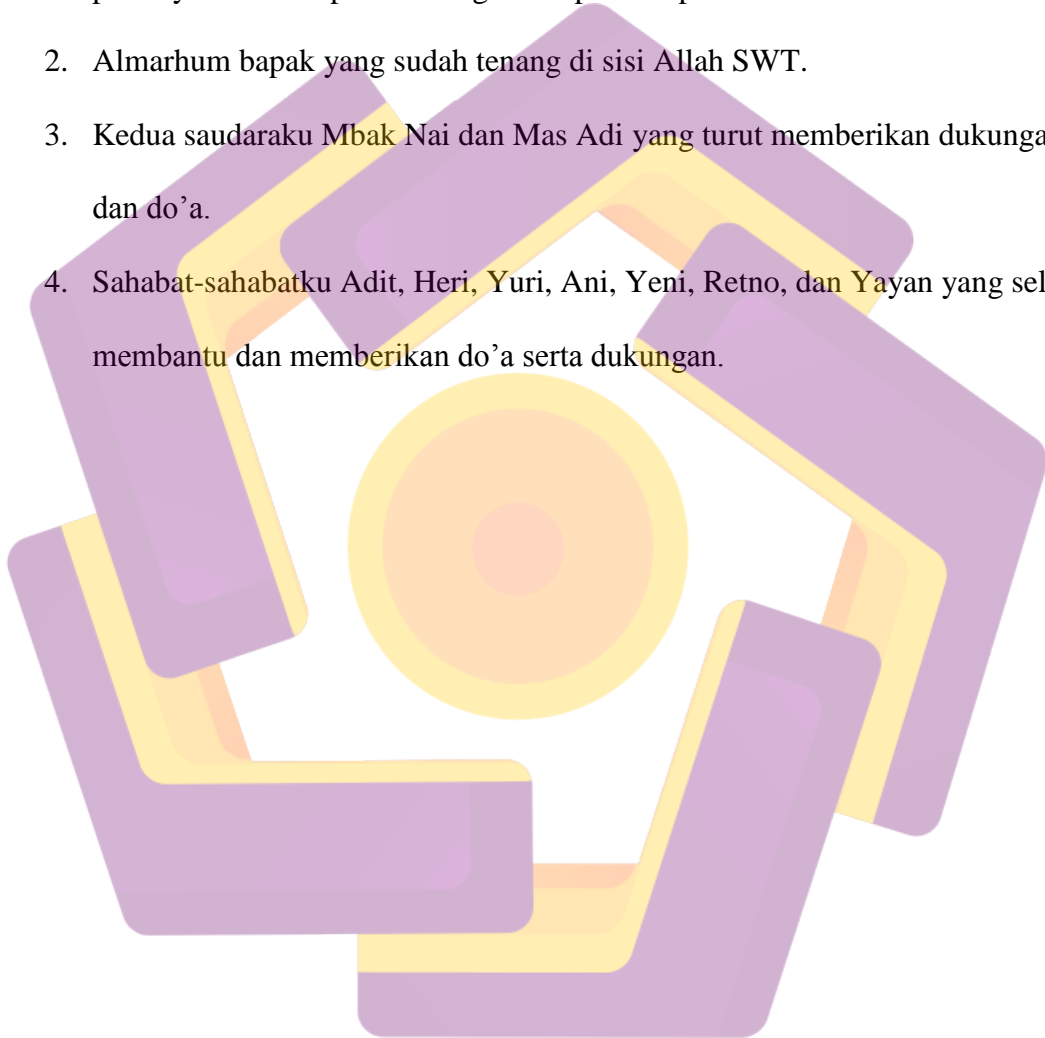 2. Almarhum bapak yang sudah tenang di sisi Allah SWT.
3. Kedua saudaraku Mbak Nai dan Mas Adi yang turut memberikan dukunga
dan do’a.
4. Sahabat-sahabatku Adit, Heri, Yuri, Ani, Yeni, Retno, dan Yayan yang sel
membantu dan memberikan do’a serta dukungan.